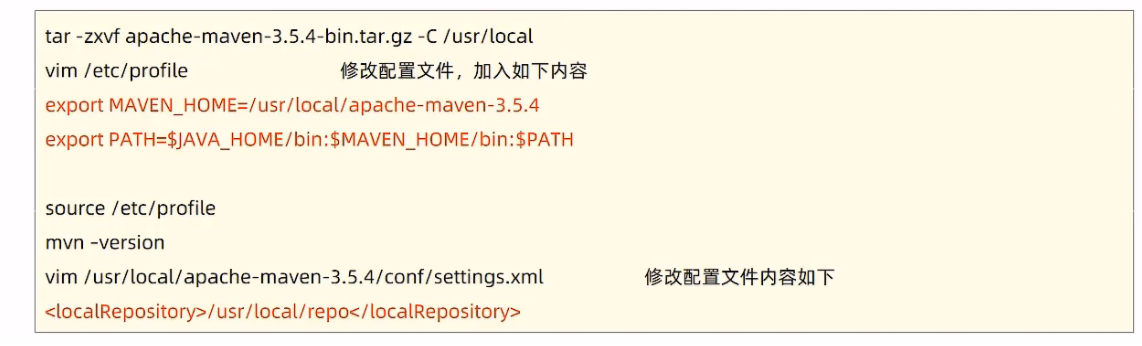 tar -zxvf apache-maven-3.5.4-bin.tar.gz -C /usr/local
vim /etc/profile 修改配置文件，加入如下内容
export MAVEN_HOME=/usr/local/apache-maven-3.5.4
export PATH=$JAVA_HOME/bin:$MAVEN_HOME/bin:$PATH
source /etc/profile
mvn –version
vim /usr/local/apache-maven-3.5.4/conf/settings.xml 修改配置文件内容如下
<localRepository>/usr/local/repo</localRepository>